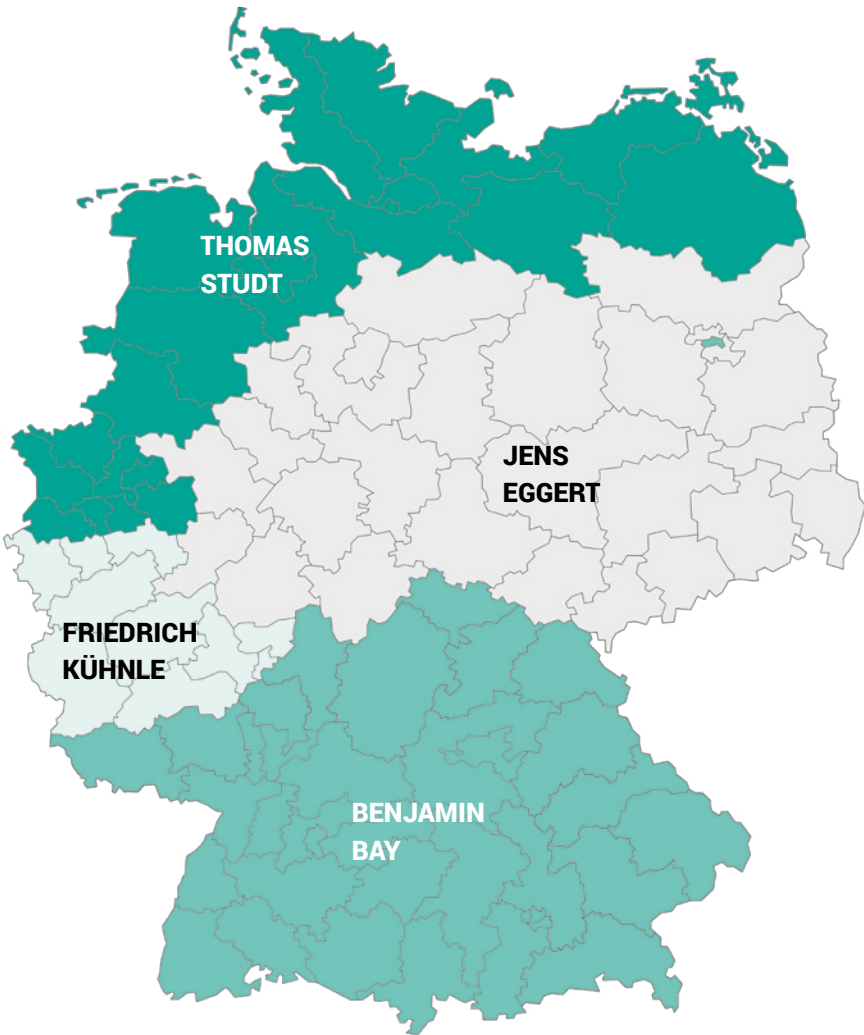 THOMAS
STUDT
JENS
EGGERT
FRIEDRICH
KÜHNLE
BENJAMIN
BAY